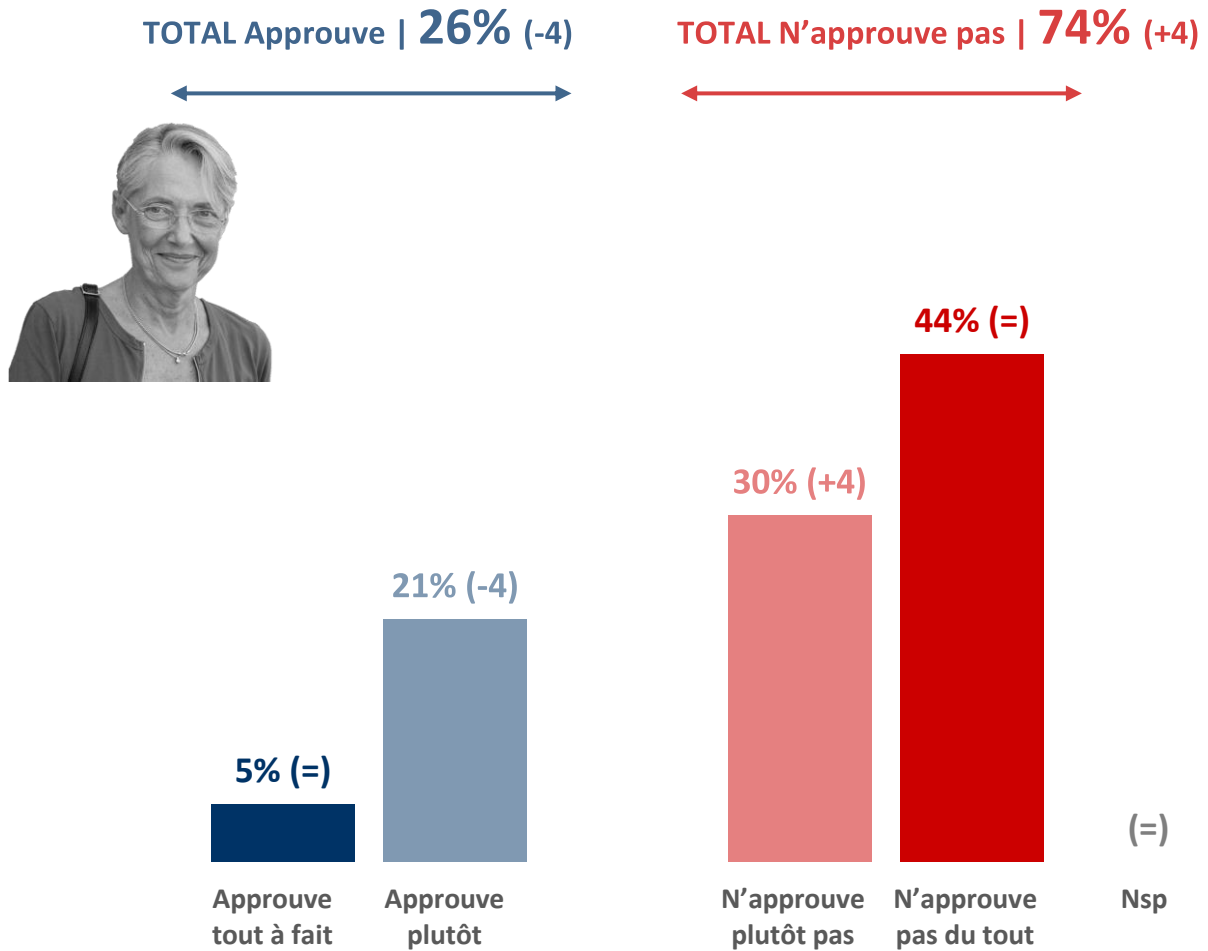 TOTAL Approuve | 26% (-4)
TOTAL N’approuve pas | 74% (+4)
44% (=)
30% (+4)
21% (-4)
5% (=)
(=)
Approuve
tout à fait
Approuve
plutôt
N’approuve
plutôt pas
N’approuve
pas du tout
Nsp